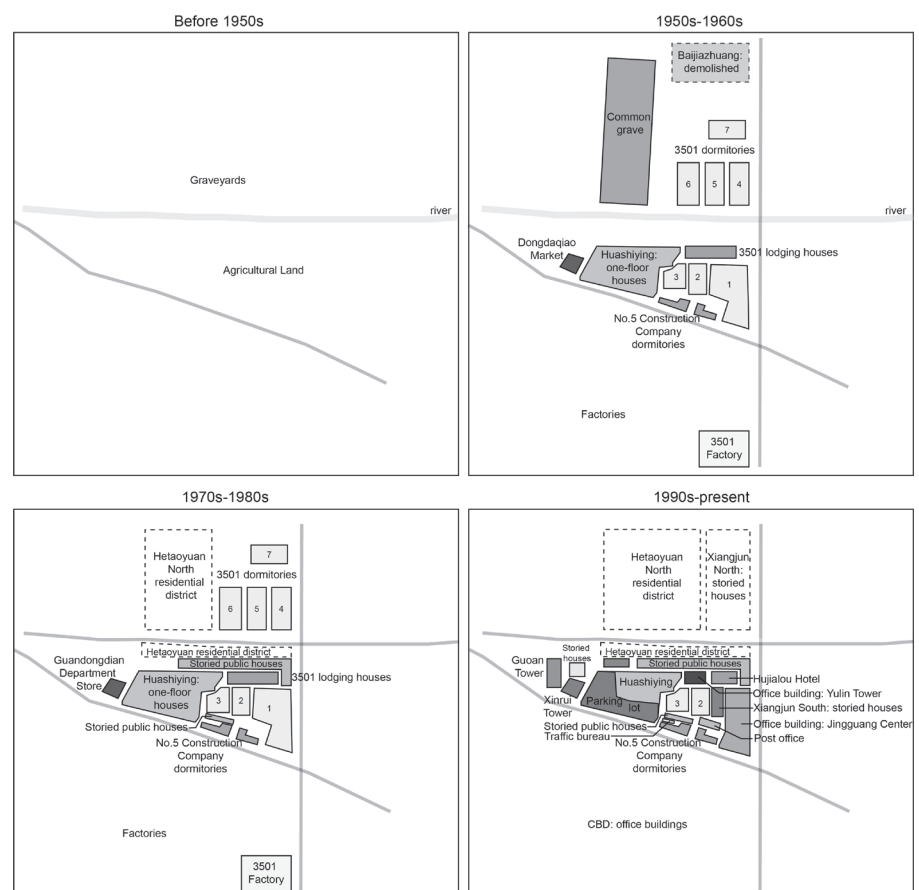 Before 1950s
Graveyards
river
Agricultural Land
1950s-1960s
Baijiazhuang:
demolished
Common
grave
7
3501 dormitories
6
5
4
river
Dongdaqiao
Market
Huashiying:
one-floor
houses
3501 lodging houses
3
2
1
No.5 Construction
Company
dormitories
Factories
3501
Factory
1970s-1980s
Hetaoyuan
North
residential
district
7
3501 dormitories
6
5
4
Hetaoyuan residential district
Storied public houses
Guandongdian
Department
Store
Huashiying:
one-floor
houses
3501 lodging houses
3
2
1
Storied public houses
No.5 Construction
Company
dormitories
Factories
3501
Factory
1990s-present
Hetaoyuan
North
residential
district
Xiangjun
North:
storied
houses
Hetaoyuan residential district
Storied
houses
Storied public houses
Guoan
Tower
Huashiying
Hujialou Hotel
Xinrui
Tower
Parking
lot
3
2
Office building: Yulin Tower
Xiangjun South: storied houses
Office building: Jingguang Center
Storied public houses
Traffic bureau
Post office
No.5 Construction
Company
dormitories
CBD: office buildings